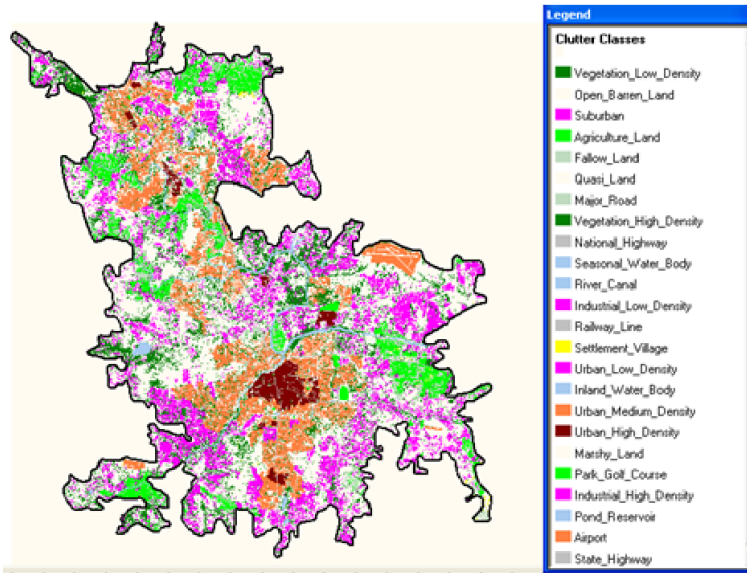 Legend
Clutter Classes
Vegetation_Low_Density
Open_Barren_Land
Suburban
Agriculture_Land
Fallow_Land
Quasi_Land
Major_Road
Vegetation_High_Density
National_Highway
Seasonal_Water_Body
River_Canal
Industrial_Low_Density
Railway_Line
Settlement_Village
Urban_Low_Density
Inland_Water_Body
Urban_Medium_Density
Urban_High_Density
Marshy_Land
Park_Golf_Course
Industrial_High_Density
Pond_Reservoir
Airport
State_Highway